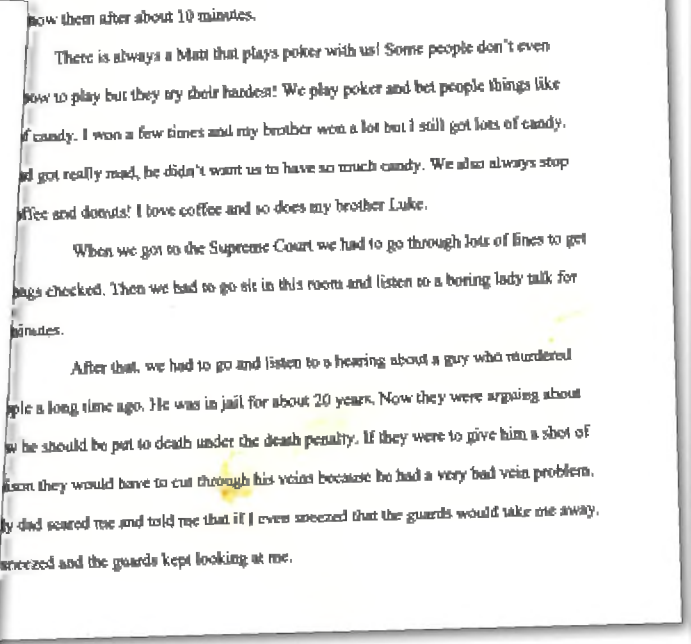 now them after about 10 minutes.
There is always a Matt that plays poker with us! Some people don't even
how to play but they try their hardest! We play poker and bet people things like
of candy. I won a few times and my brother won a lot but I still got lots of candy.
got really mad, he didn't want us to have so much candy. We also always stop
ffee and donuts! I love coffee and so does my brother Luke.
When we got to the Supreme Court we had to go through lots of lines to get
bags checked. Then we had to go sit in this room and listen to a boring lady talk for
minutes.
After that, we had to go and listen to a hearing about a guy who murdered
ople a long time ago. He was in jail for about 20 years. Now they were arguing about
w he should be put to death under the death penalty. If they were to give him a shot of
ison they would have to cut through his veins because he had a very bad vein problem.
y dad scared me and told me that if I even sneezed that the guards would take me away.
sneezed and the guards kept looking at me.